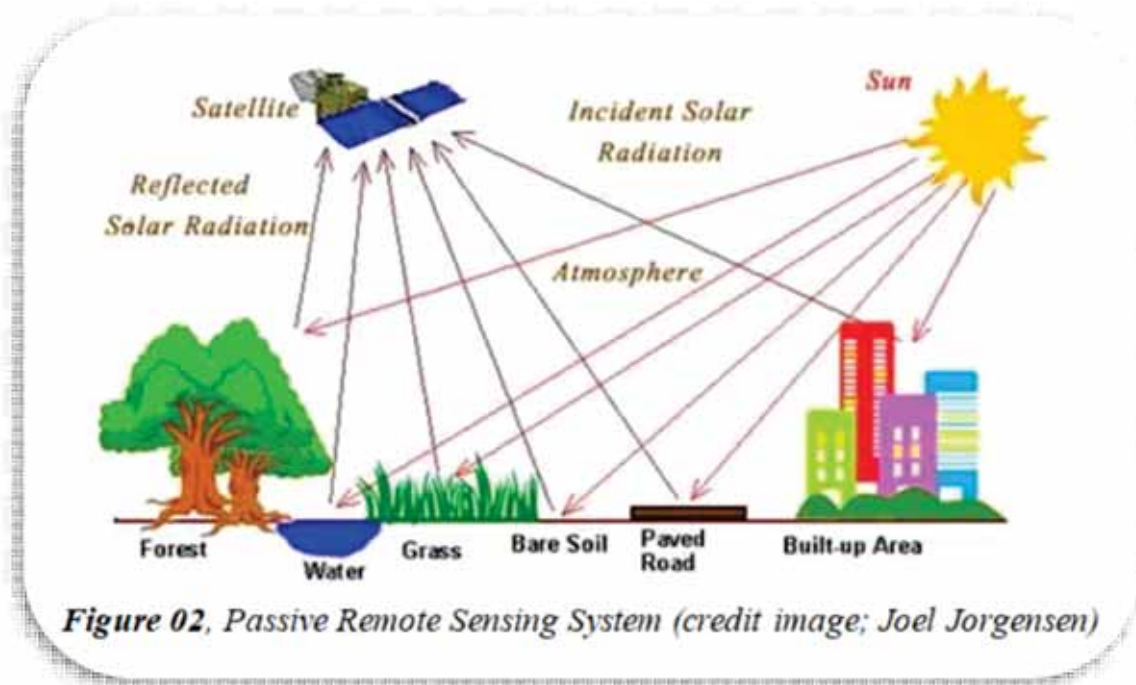 Sun
Satellite
Incident Solar
Radiation
Reflected
Solar Radiation
Atmosphere
Forest
Water
Grass
Bare Soil
Paved
Road
Built-up Area
Figure 02, Passive Remote Sensing System (credit image; Joel Jorgensen)